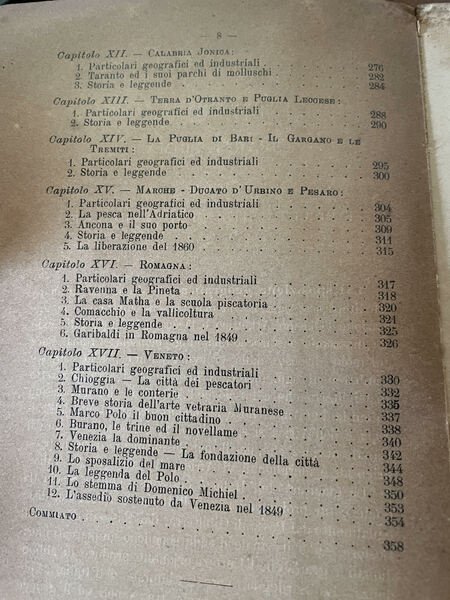 — 8 —
Capitolo XII. — CALABRIA JONICA:
1. Particolari geografici ed industriali . . . . . 276
2. Taranto ed i suoi parchi di molluschi . . . . . 282
3. Storia e leggende . . . . . 284
Capitolo XIII. — TERRA D'OTRANTO E PUGLIA LECCESE:
1. Particolari geografici ed industriali . . . . . 288
2. Storia e leggende . . . . . 290
Capitolo XIV. — LA PUGLIA DI BARI - IL GARGANO E LE
TREMITI:
1. Particolari geografici ed industriali . . . . . 295
2. Storia e leggende . . . . . 300
Capitolo XV. — MARCHE - DUCATO D'URBINO E PESARO:
1. Particolari geografici ed industriali . . . . . 304
2. La pesca nell'Adriatico . . . . . 305
3. Ancona e il suo porto . . . . . 309
4. Storia e leggende . . . . . 311
5. La liberazione del 1860 . . . . . 315
Capitolo XVI. — ROMAGNA:
1. Particolari geografici ed industriali . . . . . 317
2. Ravenna e la Pineta . . . . . 318
3. La casa Matha e la scuola piscatoria . . . . . 320
4. Comacchio e la vallicoltura . . . . . 321
5. Storia e leggende . . . . . 325
6. Garibaldi in Romagna nel 1849 . . . . . 326
Capitolo XVII. — VENETO:
1. Particolari geografici ed industriali . . . . . 330
2. Chioggia — La città dei pescatori . . . . . 332
3. Murano e le conterie . . . . . 335
4. Breve storia dell'arte vetraria Muranese . . . . . 337
5. Marco Polo il buon cittadino . . . . . 338
6. Burano, le trine ed il novellame . . . . . 340
7. Venezia la dominante . . . . . 342
8. Storia e leggende — La fondazione della città . . . . . 344
9. Lo sposalizio del mare . . . . . 348
10. La leggenda del Polo . . . . . 350
11. Lo stemma di Domenico Michiel . . . . . 353
12. L'assedio sostenuto da Venezia nel 1849 . . . . . 354
COMMIATO . . . . . 358